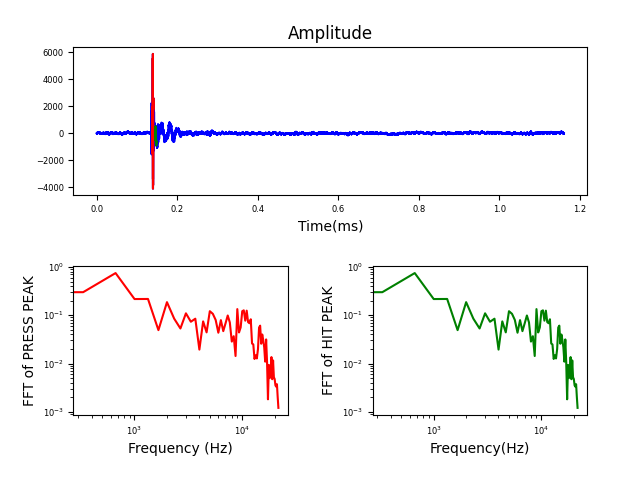 Amplitude
6000
4000
2000
0
−2000
−4000
0.0 0.2 0.4 0.6 0.8 1.0 1.2
Time(ms)
FFT of PRESS PEAK
10⁰
10⁻¹
10⁻²
10⁻³
10³ 10⁴
Frequency (Hz)
FFT of HIT PEAK
10⁰
10⁻¹
10⁻²
10⁻³
10³ 10⁴
Frequency(Hz)